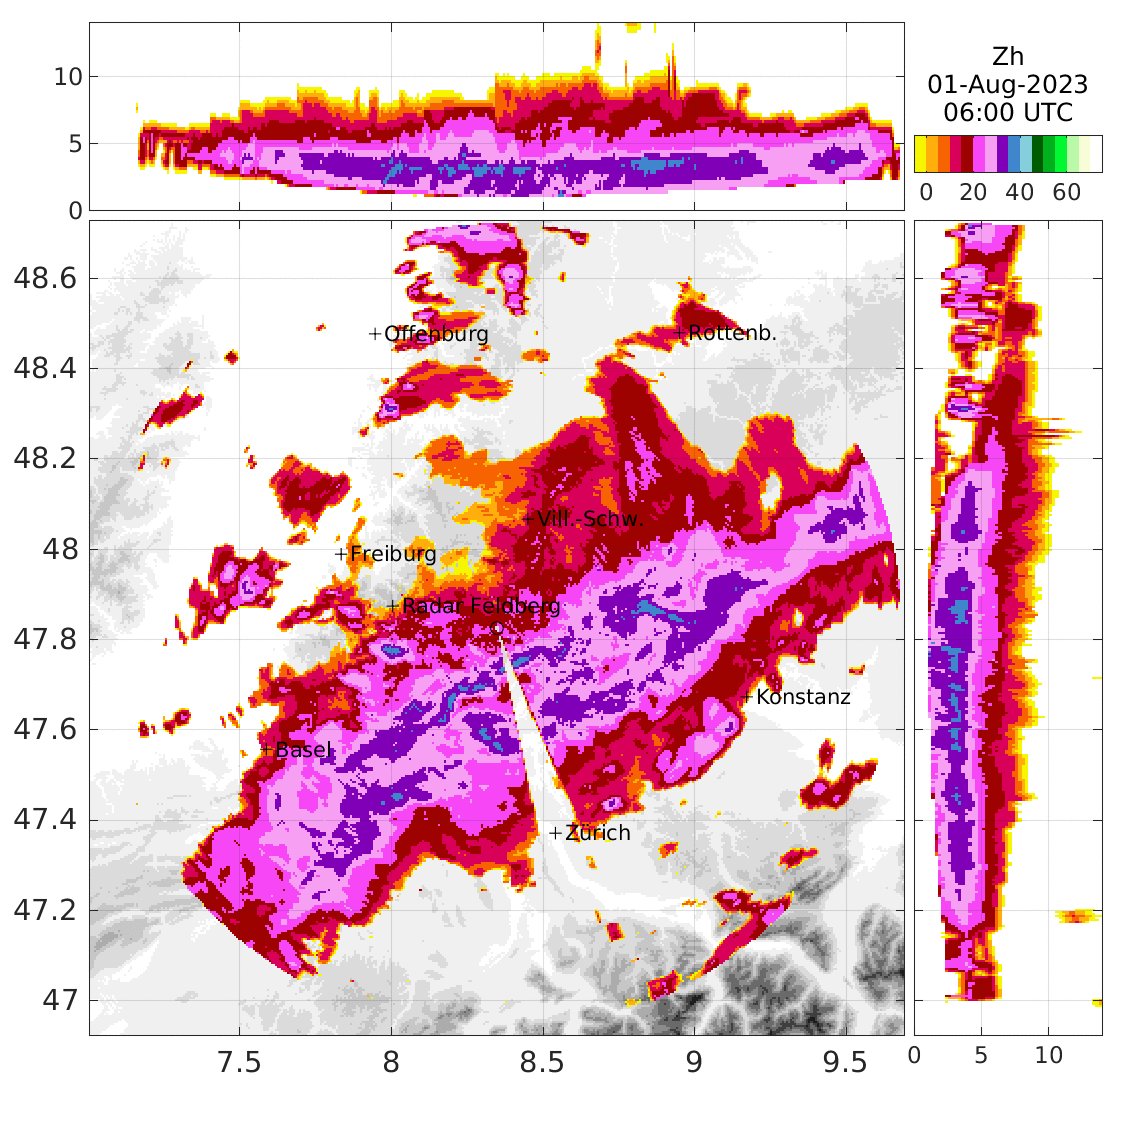 10
5
0
Zh
01-Aug-2023
06:00 UTC
0 20 40 60
48.6
48.4
48.2
48
47.8
47.6
47.4
47.2
47
+Offenburg
+Rottenb.
+Vill.-Schw.
+Freiburg
+Radar Feldberg
+Konstanz
+Basel
+Zürich
7.5 8 8.5 9 9.5
0 5 10